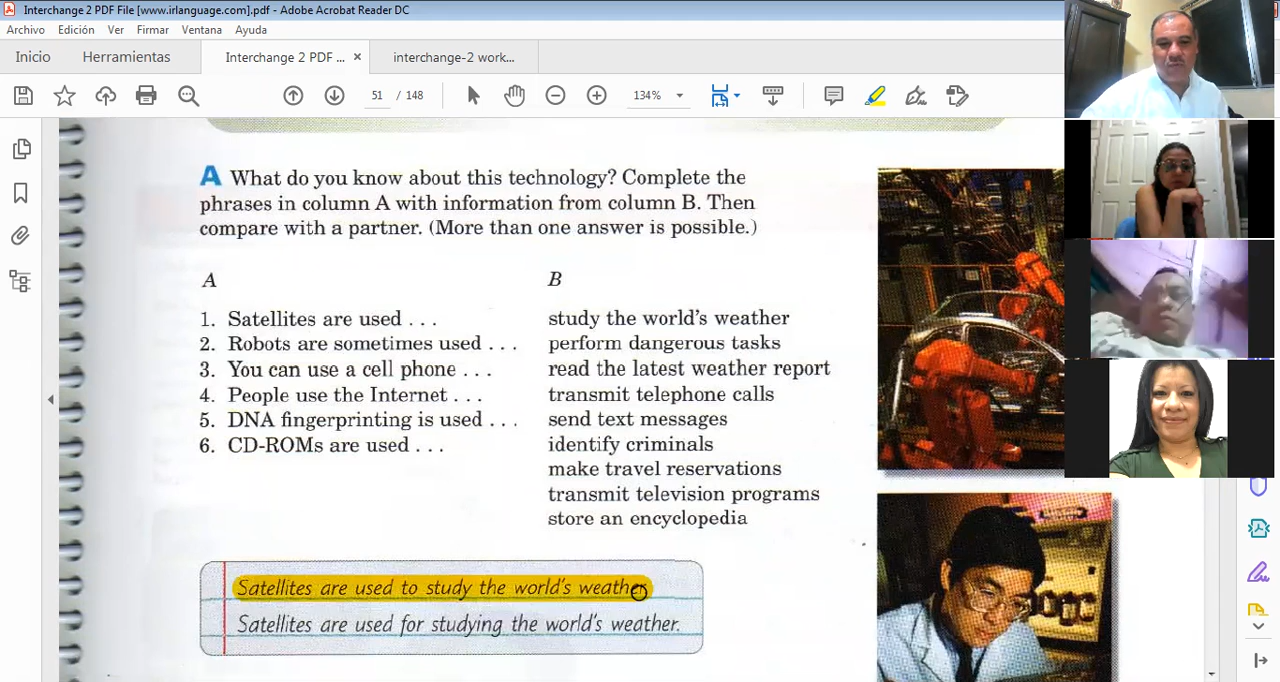 Interchange 2 PDF File [www.irlanguage.com].pdf - Adobe Acrobat Reader DC
Archivo Edición Ver Firmar Ventana Ayuda
Inicio Herramientas Interchange 2 PDF ... × interchange-2 work...
51 / 148 134%
A What do you know about this technology? Complete the
phrases in column A with information from column B. Then
compare with a partner. (More than one answer is possible.)
A
1. Satellites are used . . .
2. Robots are sometimes used . . .
3. You can use a cell phone . . .
4. People use the Internet . . .
5. DNA fingerprinting is used . . .
6. CD-ROMs are used . . .
B
study the world's weather
perform dangerous tasks
read the latest weather report
transmit telephone calls
send text messages
identify criminals
make travel reservations
transmit television programs
store an encyclopedia
Satellites are used to study the world's weather
Satellites are used for studying the world's weather.